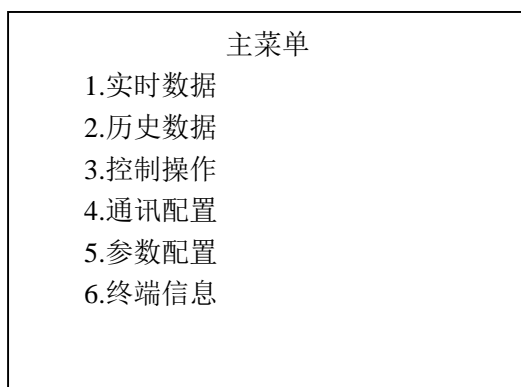 主菜单
1.实时数据
2.历史数据
3.控制操作
4.通讯配置
5.参数配置
6.终端信息